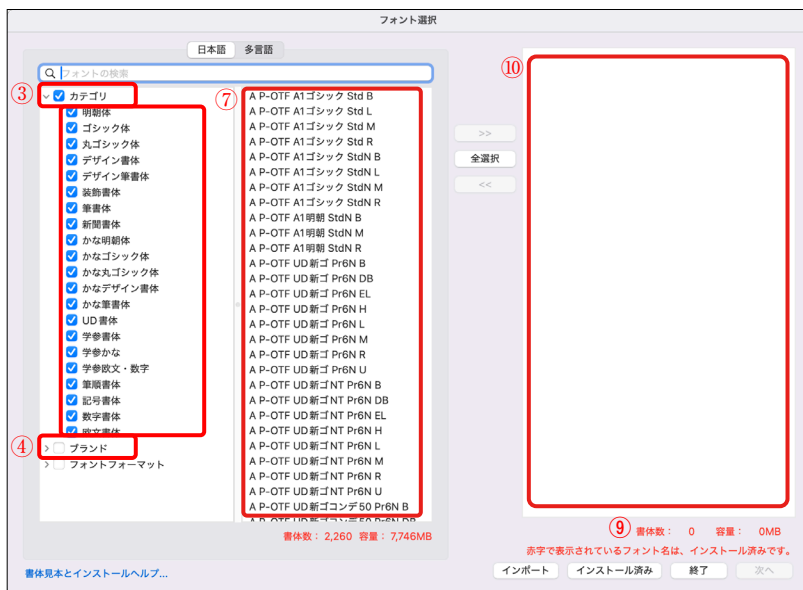 フォント選択
日本語 多言語
フォントの検索
③
カテゴリ
明朝体
ゴシック体
丸ゴシック体
デザイン書体
デザイン筆書体
装飾書体
筆書体
新聞書体
かな明朝体
かなゴシック体
かな丸ゴシック体
かなデザイン書体
かな筆書体
UD書体
学参書体
学参かな
学参欧文・数字
筆順書体
記号書体
数字書体
欧文書体
④
ブランド
フォントフォーマット
⑦
A P-OTF A1ゴシック Std B
A P-OTF A1ゴシック Std L
A P-OTF A1ゴシック Std M
A P-OTF A1ゴシック Std R
A P-OTF A1ゴシック StdN B
A P-OTF A1ゴシック StdN L
A P-OTF A1ゴシック StdN M
A P-OTF A1ゴシック StdN R
A P-OTF A1明朝 StdN B
A P-OTF A1明朝 StdN M
A P-OTF A1明朝 StdN R
A P-OTF UD新ゴ Pr6N B
A P-OTF UD新ゴ Pr6N DB
A P-OTF UD新ゴ Pr6N EL
A P-OTF UD新ゴ Pr6N H
A P-OTF UD新ゴ Pr6N L
A P-OTF UD新ゴ Pr6N M
A P-OTF UD新ゴ Pr6N R
A P-OTF UD新ゴ Pr6N U
A P-OTF UD新ゴNT Pr6N B
A P-OTF UD新ゴNT Pr6N DB
A P-OTF UD新ゴNT Pr6N EL
A P-OTF UD新ゴNT Pr6N H
A P-OTF UD新ゴNT Pr6N L
A P-OTF UD新ゴNT Pr6N M
A P-OTF UD新ゴNT Pr6N R
A P-OTF UD新ゴNT Pr6N U
A P-OTF UD新ゴコンデ50 Pr6N B
A P-OTF UD新ゴコンデ50 Pr6N DB
書体数： 2,260 容量： 7,746MB
>>
全選択
<<
⑩
⑨
書体数： 0 容量： 0MB
赤字で表示されているフォント名は、インストール済みです。
書体見本とインストールヘルプ...
インポート インストール済み 終了 次へ